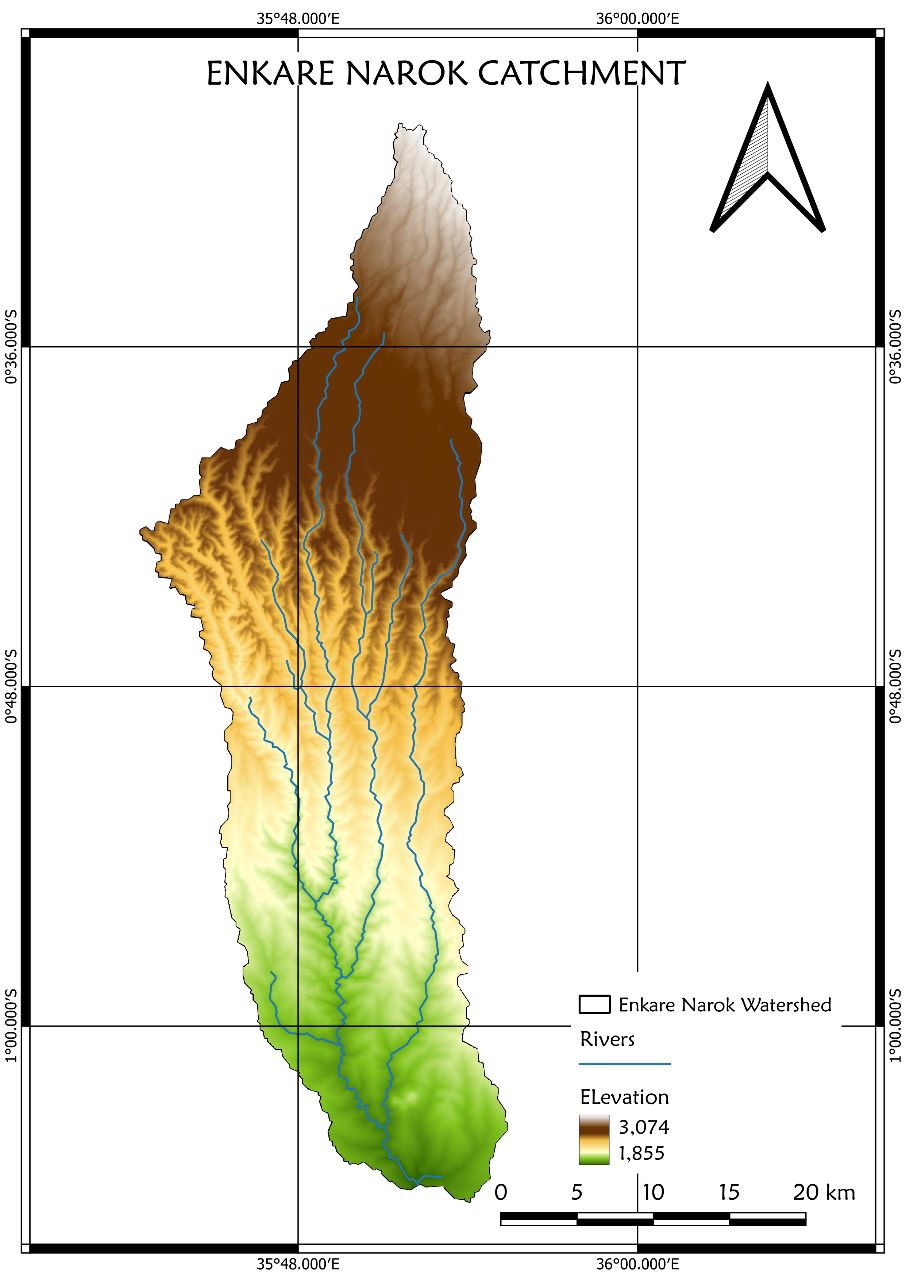 35°48.000'E 36°00.000'E
ENKARE NAROK CATCHMENT
0°36.000'S 0°36.000'S
0°48.000'S 0°48.000'S
1°00.000'S 1°00.000'S
Enkare Narok Watershed
Rivers
ELevation
3,074
1,855
0 5 10 15 20 km
35°48.000'E 36°00.000'E